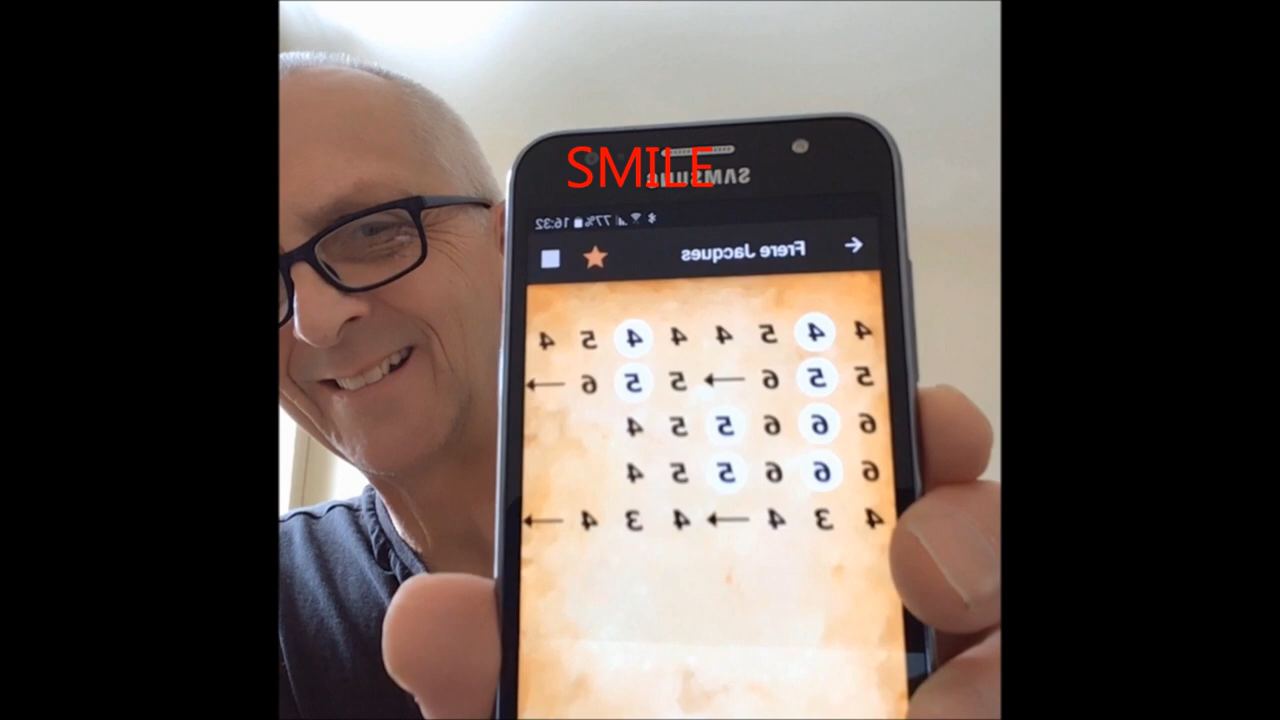 SMILE
SAMSUNG
77% 16:32
← Frere Jacques
4 4 5 4 4 4 5 4
5 5 6 → 5 5 6 →
6 6 6 5 5 4
6 6 6 5 5 4
4 3 4 → 4 3 4 →